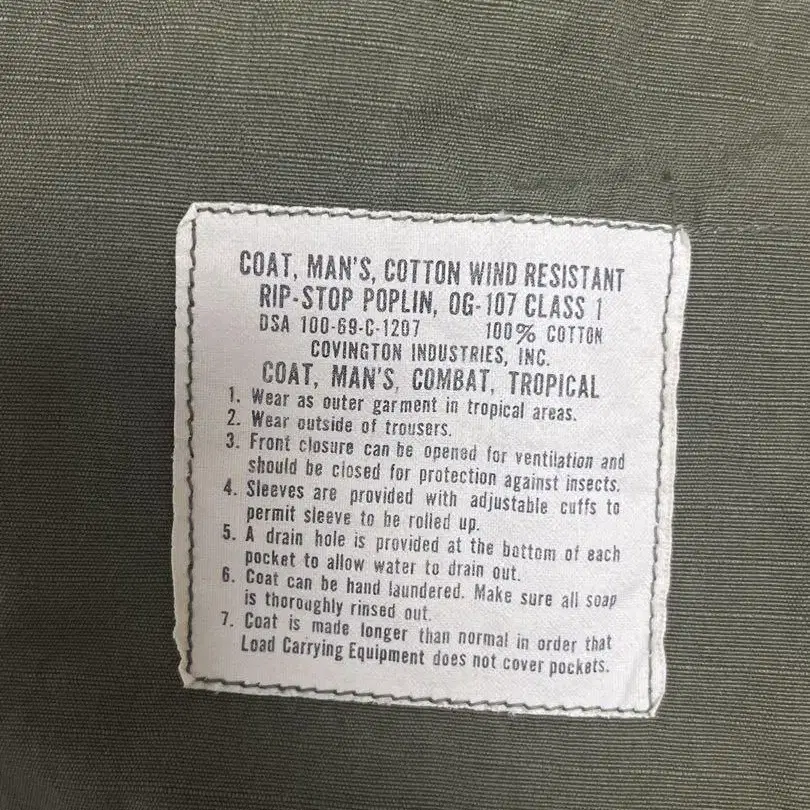 COAT, MAN'S, COTTON WIND RESISTANT
RIP-STOP POPLIN, OG-107 CLASS 1
DSA 100-69-C-1207 100% COTTON
COVINGTON INDUSTRIES, INC.
COAT, MAN'S, COMBAT, TROPICAL
1. Wear as outer garment in tropical areas.
2. Wear outside of trousers.
3. Front closure can be opened for ventilation and
should be closed for protection against insects.
4. Sleeves are provided with adjustable cuffs to
permit sleeve to be rolled up.
5. A drain hole is provided at the bottom of each
pocket to allow water to drain out.
6. Coat can be hand laundered. Make sure all soap
is thoroughly rinsed out.
7. Coat is made longer than normal in order that
Load Carrying Equipment does not cover pockets.